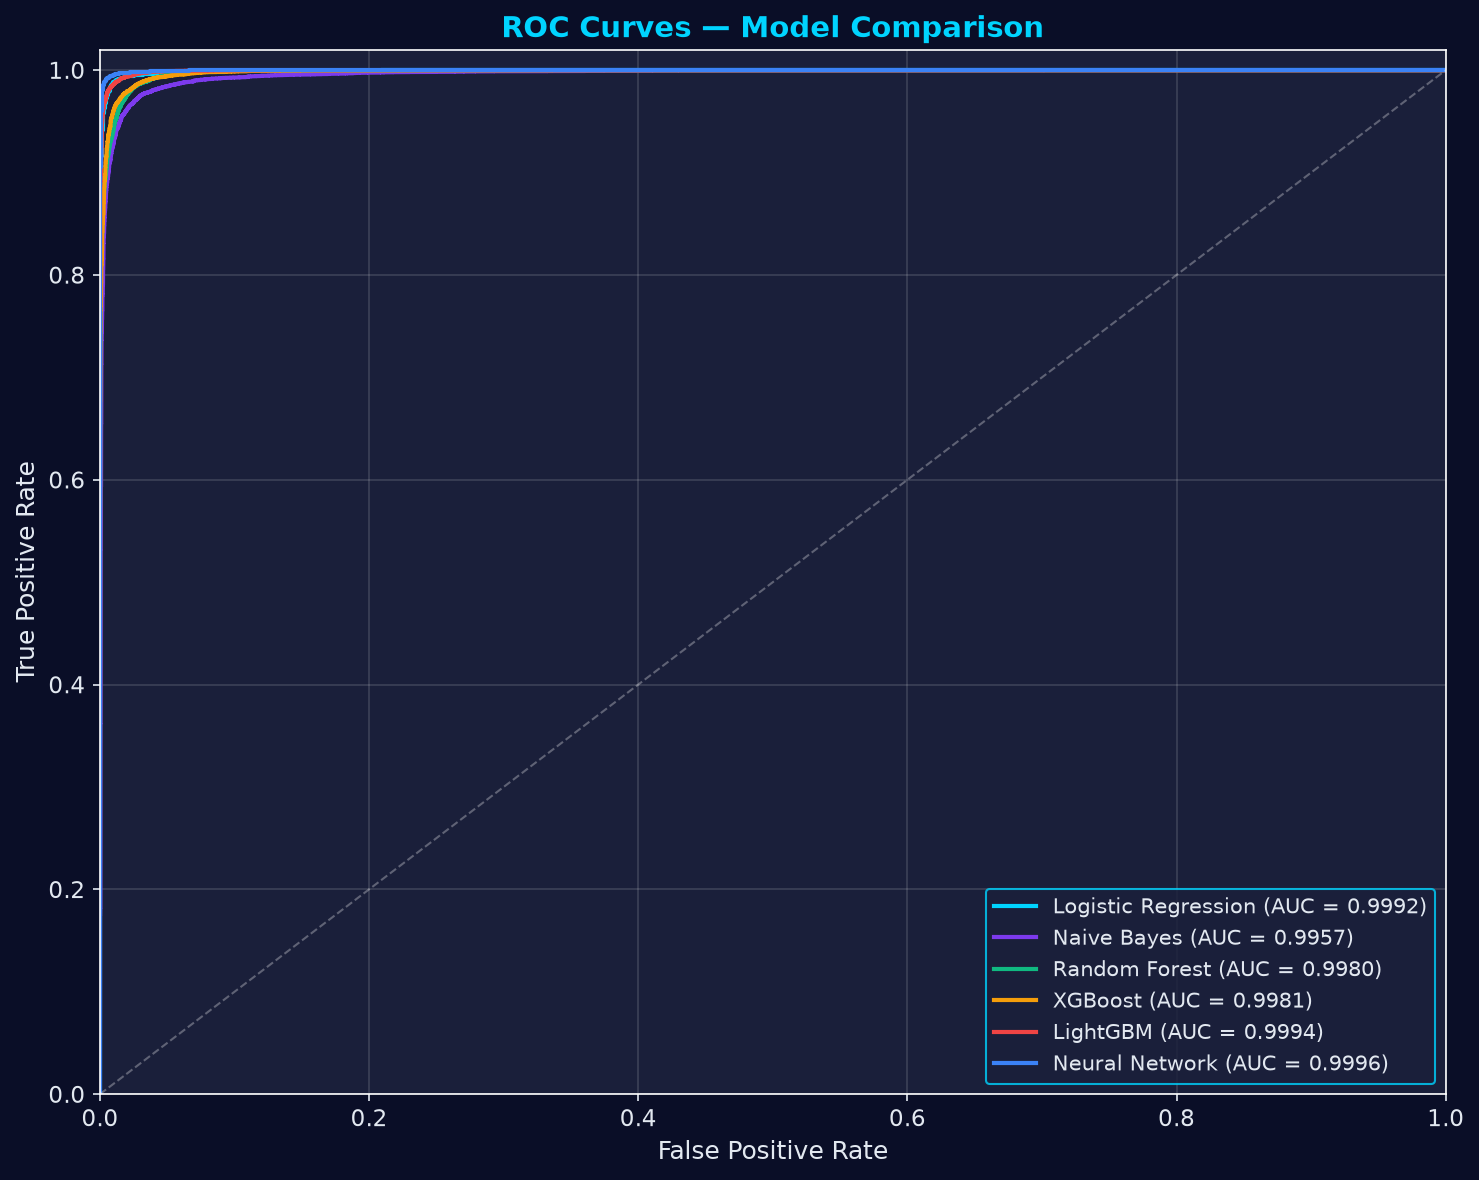 ROC Curves — Model Comparison
1.0
0.8
0.6
0.4
0.2
0.0
True Positive Rate
Logistic Regression (AUC = 0.9992)
Naive Bayes (AUC = 0.9957)
Random Forest (AUC = 0.9980)
XGBoost (AUC = 0.9981)
LightGBM (AUC = 0.9994)
Neural Network (AUC = 0.9996)
0.0 0.2 0.4 0.6 0.8 1.0
False Positive Rate